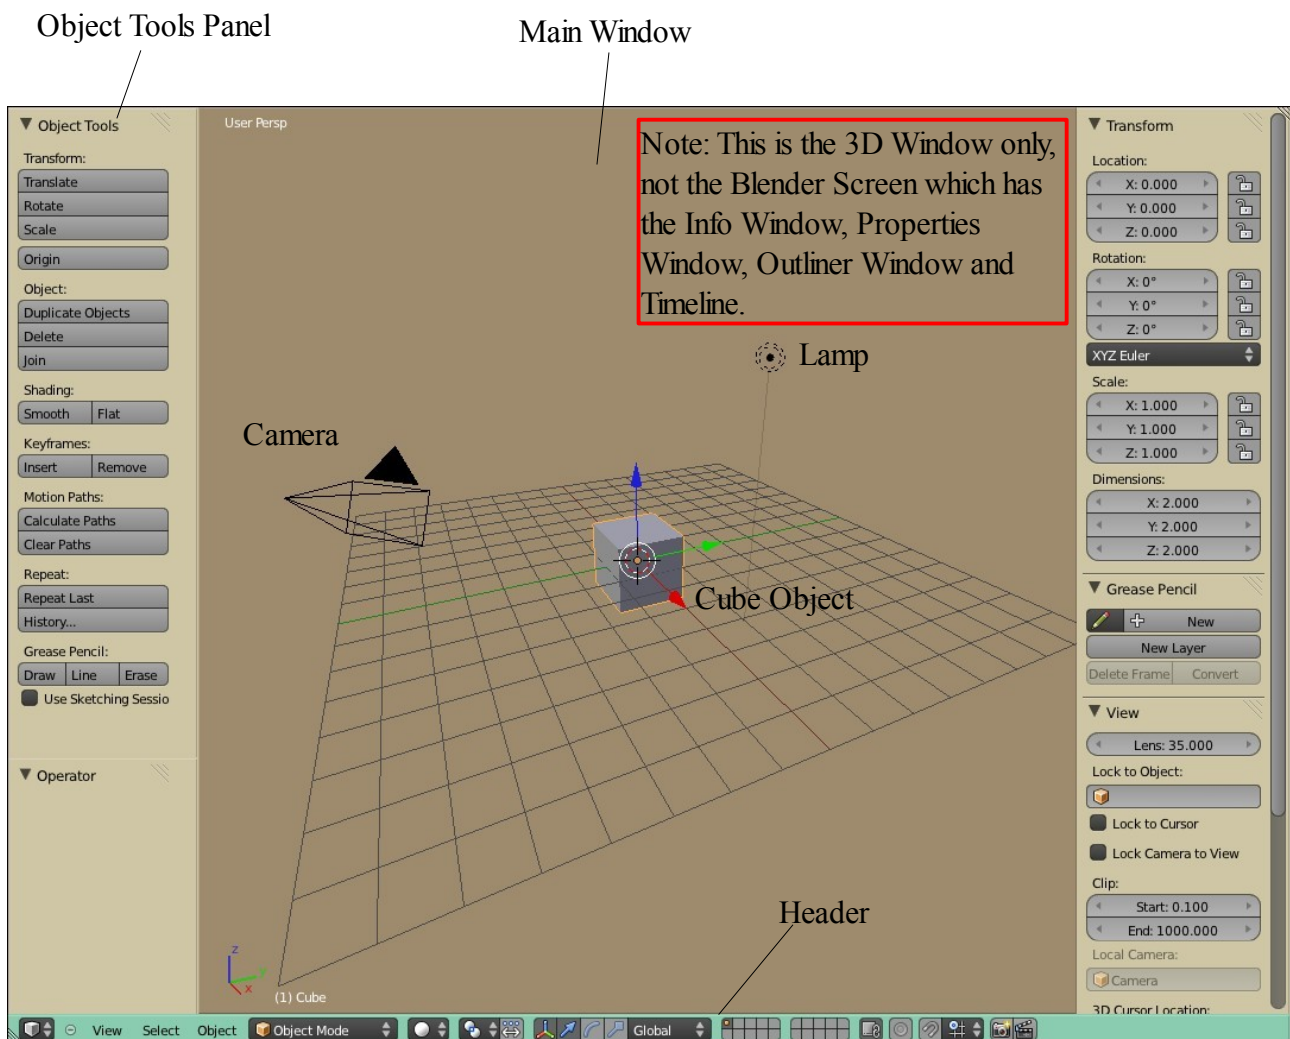 Object Tools Panel
Main Window
Object Tools
Transform:
Translate
Rotate
Scale
Origin
Object:
Duplicate Objects
Delete
Join
Shading:
Smooth Flat
Keyframes:
Insert Remove
Motion Paths:
Calculate Paths
Clear Paths
Repeat:
Repeat Last
History...
Grease Pencil:
Draw Line Erase
Use Sketching Sessio
Operator
User Persp
Note: This is the 3D Window only,
not the Blender Screen which has
the Info Window, Properties
Window, Outliner Window and
Timeline.
Lamp
Camera
Cube Object
Header
z
y
x
(1) Cube
Transform
Location:
X: 0.000
Y: 0.000
Z: 0.000
Rotation:
X: 0°
Y: 0°
Z: 0°
XYZ Euler
Scale:
X: 1.000
Y: 1.000
Z: 1.000
Dimensions:
X: 2.000
Y: 2.000
Z: 2.000
Grease Pencil
New
New Layer
Delete Frame Convert
View
Lens: 35.000
Lock to Object:
Lock to Cursor
Lock Camera to View
Clip:
Start: 0.100
End: 1000.000
Local Camera:
Camera
3D Cursor Location:
View Select Object Object Mode Global